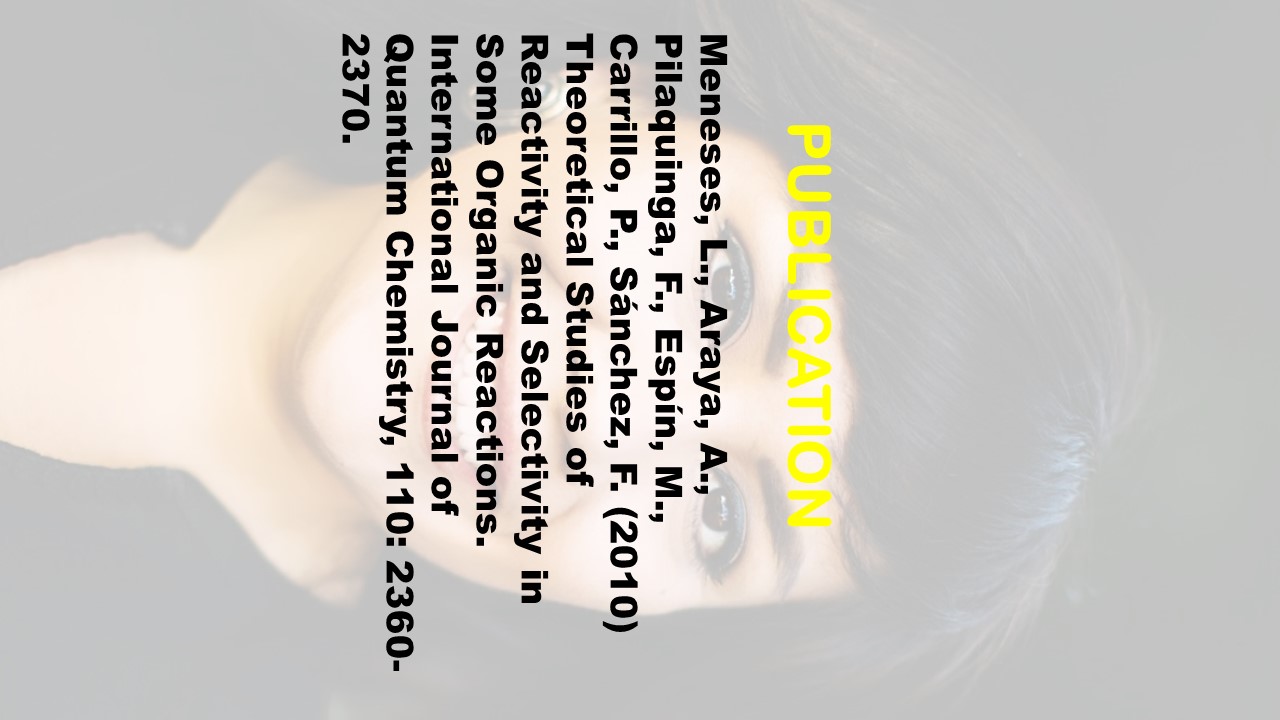 PUBLICATION
Meneses, L., Araya, A.,
Pilaquinga, F., Espín, M.,
Carrillo, P., Sánchez, F. (2010)
Theoretical Studies of
Reactivity and Selectivity in
Some Organic Reactions.
International Journal of
Quantum Chemistry, 110: 2360-
2370.